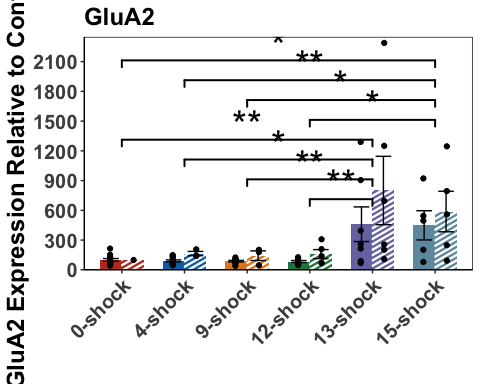 GluA2
GluA2 Expression Relative to Con
*
**
*
*
**
*
**
**
2100
1800
1500
1200
900
600
300
0
0-shock
4-shock
9-shock
12-shock
13-shock
15-shock